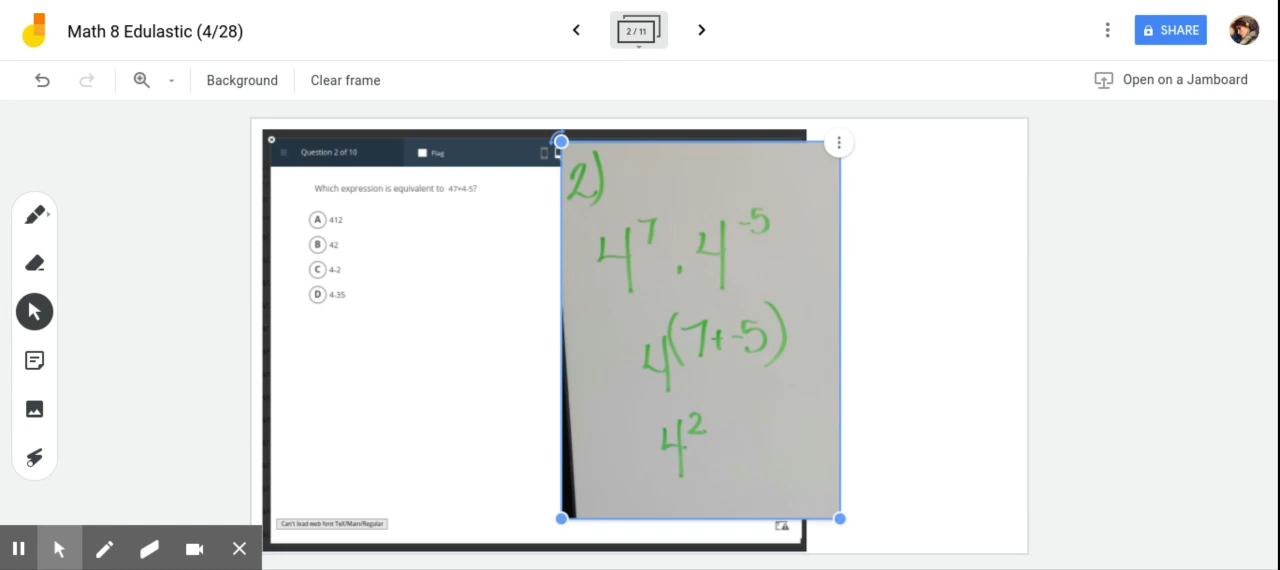 Math 8 Edulastic (4/28)
2 / 11
SHARE
Background
Clear frame
Open on a Jamboard
Question 2 of 10
Flag
Which expression is equivalent to 47×4-5?
A 412
B 42
C 4-2
D 4-35
Can't load web font TeX/Main/Regular
2)
4⁷ · 4⁻⁵
4⁽⁷⁺⁻⁵⁾
4²